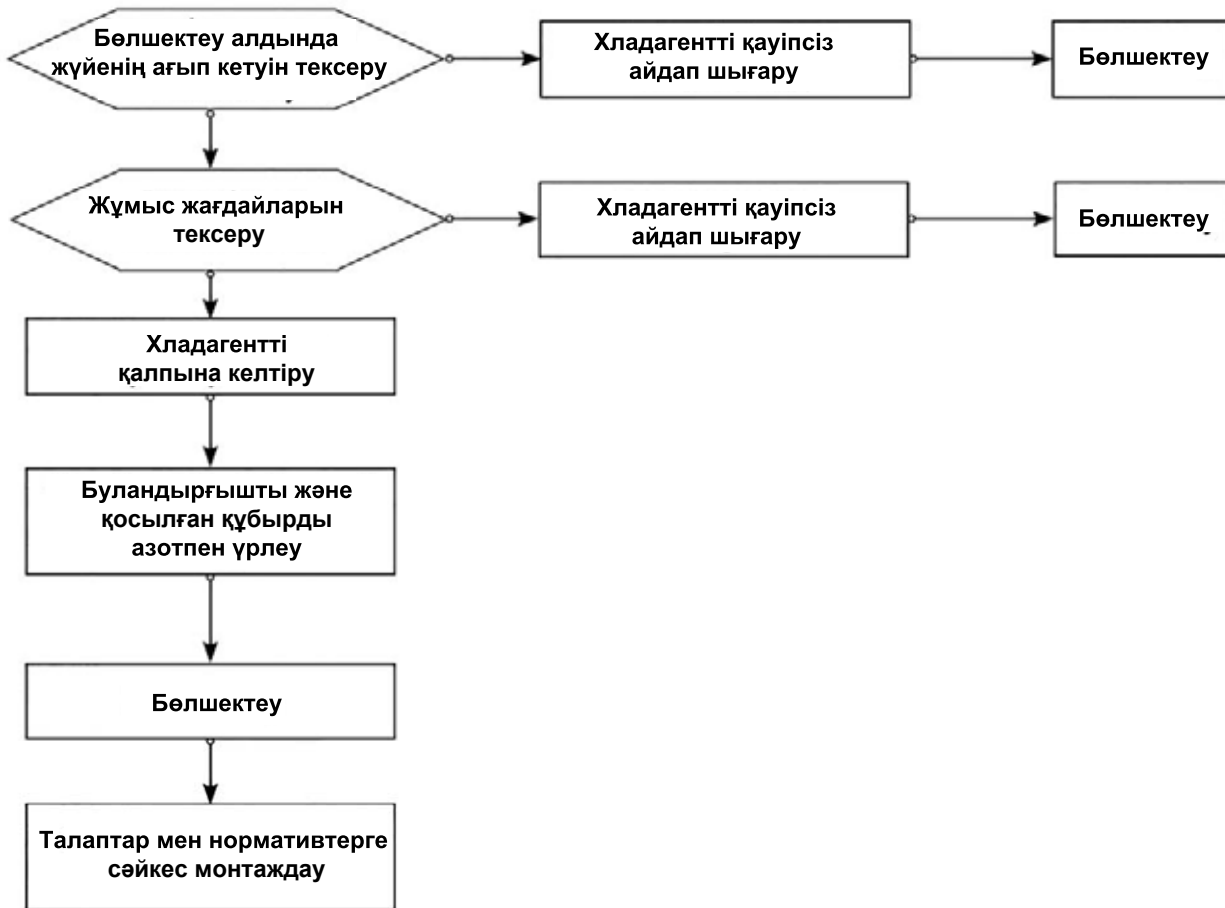 Бөлшектеу алдында
жүйенің ағып кетуін тексеру
Хладагентті қауіпсіз
айдап шығару
Бөлшектеу
Жұмыс жағдайларын
тексеру
Хладагентті қауіпсіз
айдап шығару
Бөлшектеу
Хладагентті
қалпына келтіру
Буландырғышты және
қосылған құбырды
азотпен үрлеу
Бөлшектеу
Талаптар мен нормативтерге
сәйкес монтаждау